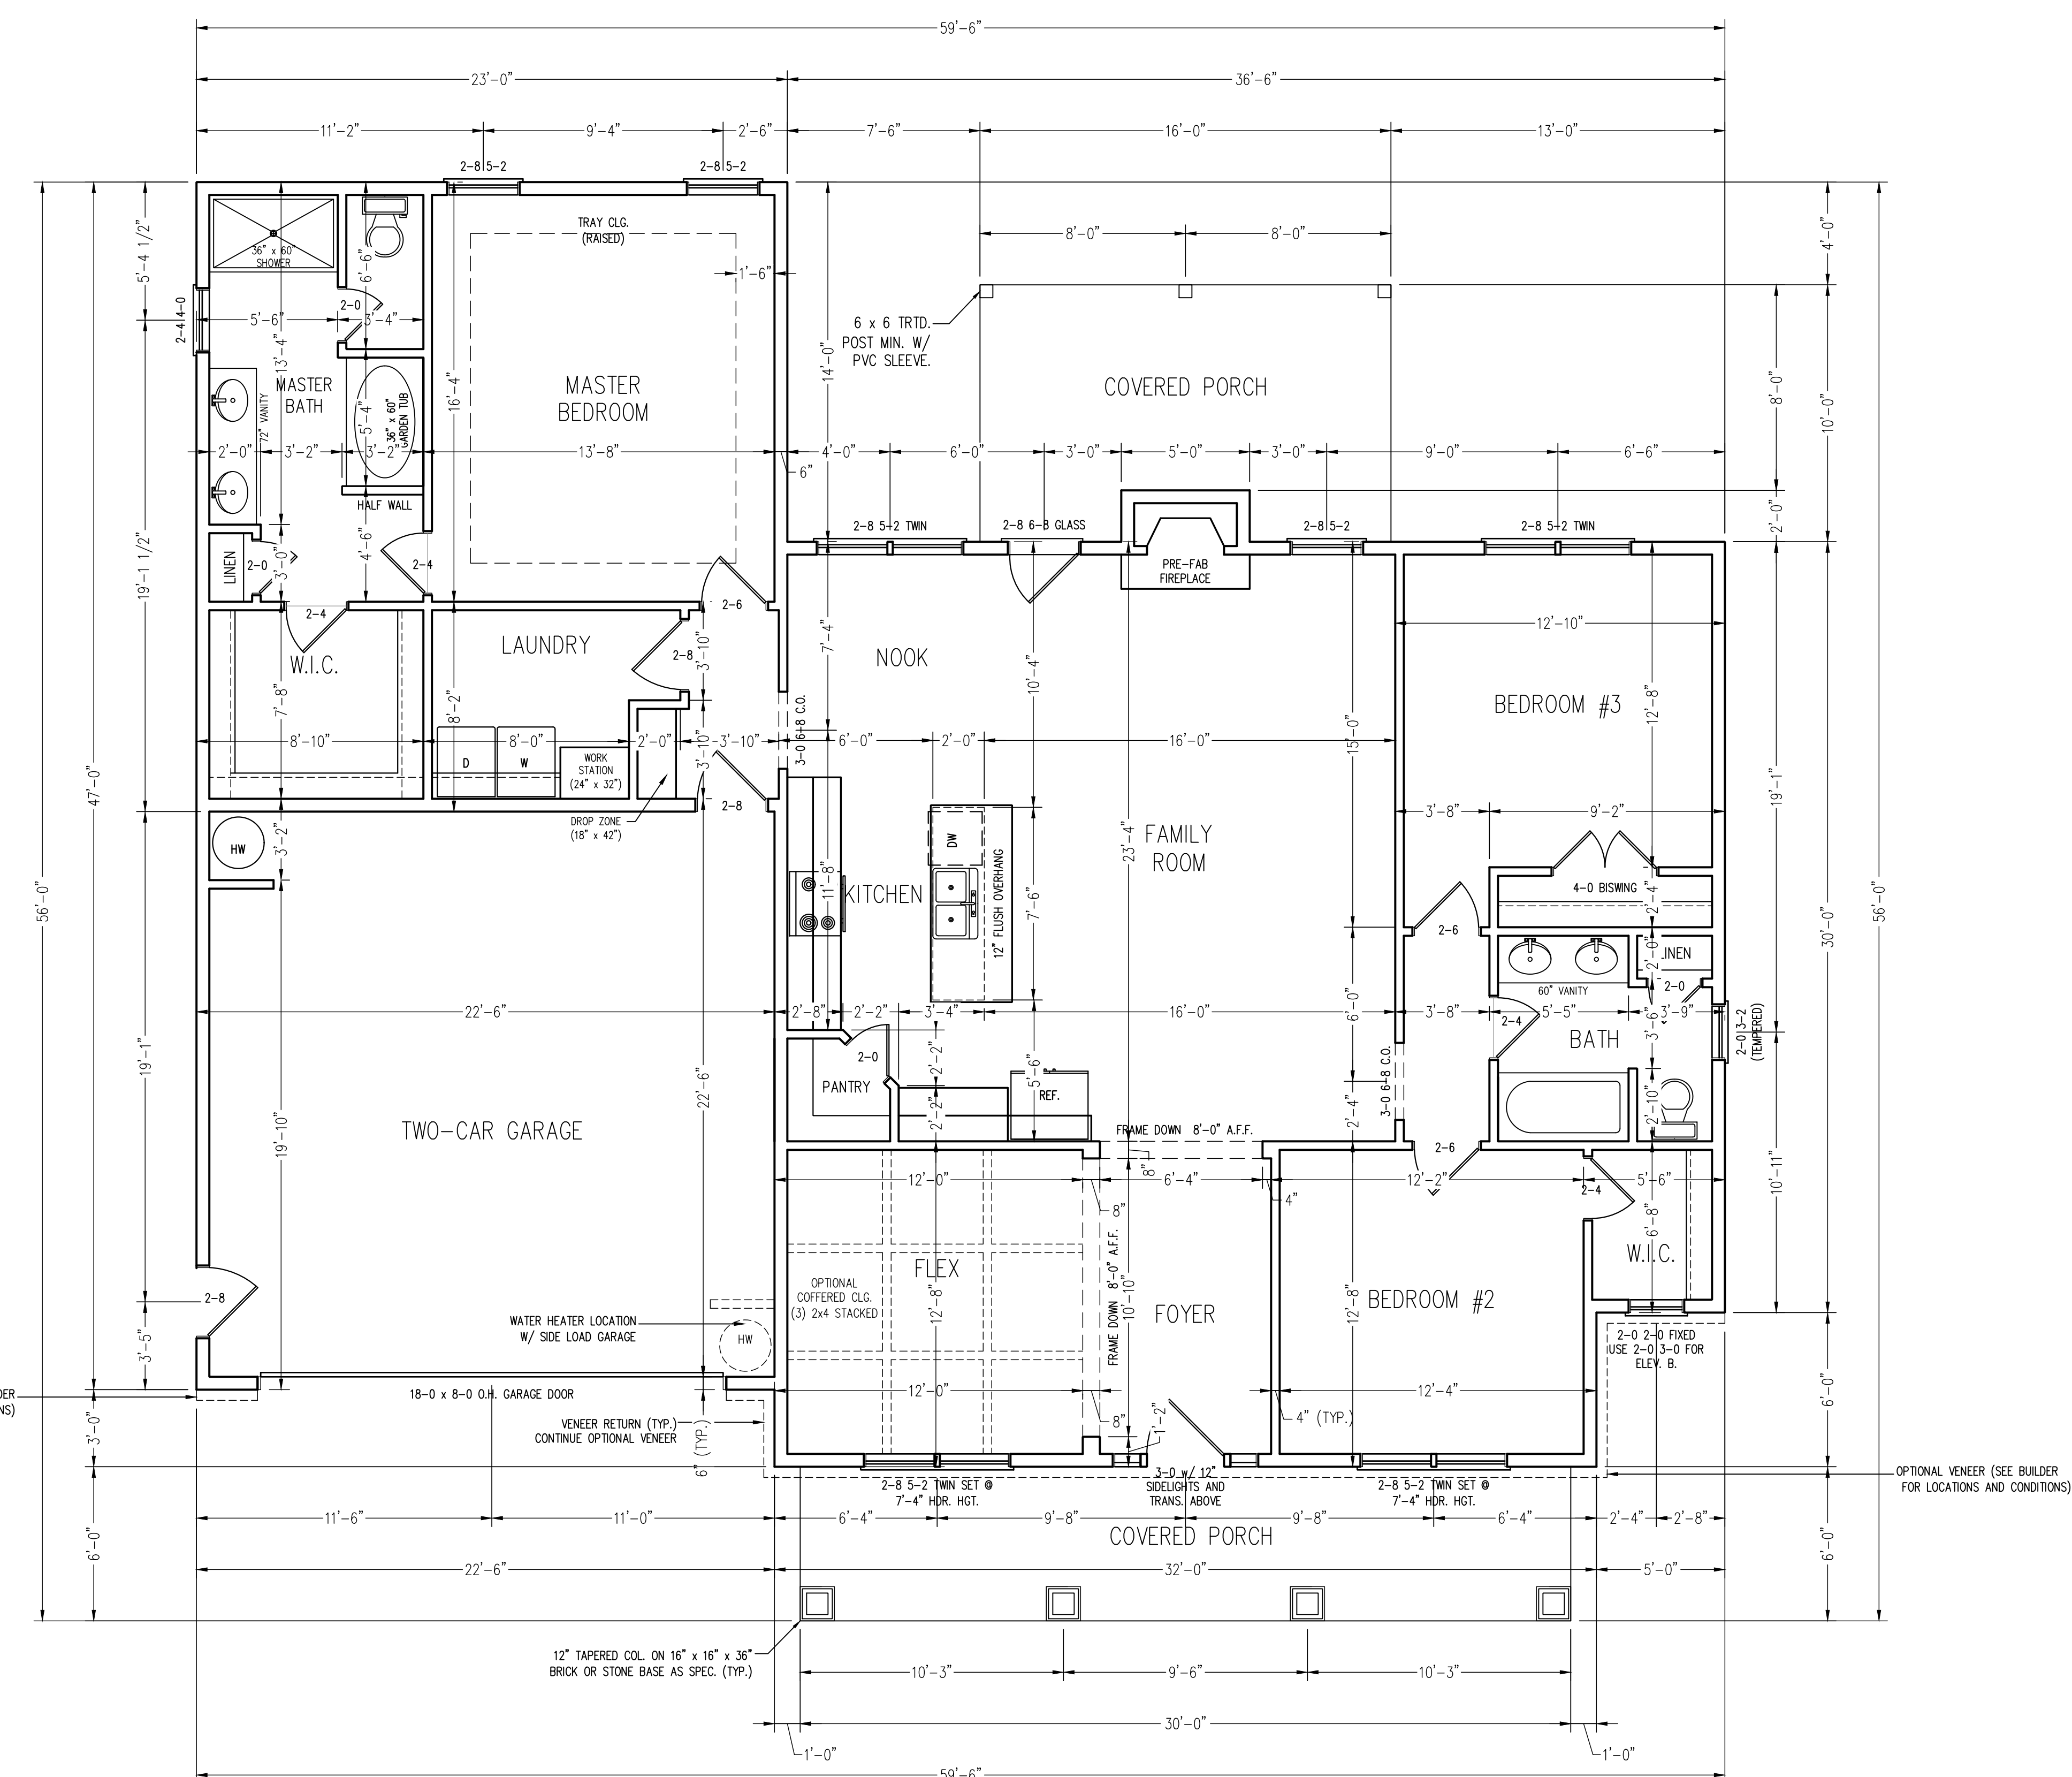 59'-6"
23'-0"
36'-6"
11'-2"
9'-4"
2'-6"
7'-6"
16'-0"
13'-0"
2-8 5-2
2-8 5-2
TRAY CLG.
(RAISED)
36" x 60"
SHOWER
1'-6"
8'-0"
8'-0"
4'-0"
5'-4 1/2"
6'-6"
2-4 4-0
2-0
5'-6"
3'-4"
13'-4"
6 x 6 TRTD.
POST MIN. W/
PVC SLEEVE.
14'-0"
MASTER
BATH
72" VANITY
5'-4"
36" x 60"
GARDEN TUB
16'-4"
MASTER
BEDROOM
COVERED PORCH
8'-0"
10'-0"
2'-0"
3'-2"
3'-2"
13'-8"
6"
4'-0"
6'-0"
3'-0"
5'-0"
3'-0"
9'-0"
6'-6"
HALF WALL
2-8 5-2 TWIN
2-8 6-8 GLASS
2-8 5-2
2-8 5-2 TWIN
2'-0"
LINEN
2-0
3'-0"
4'-6"
2-4
PRE-FAB
FIREPLACE
19'-1 1/2"
2-4
2-6
12'-10"
W.I.C.
LAUNDRY
2-8
3'-10"
7'-4"
NOOK
10'-4"
BEDROOM #3
12'-8"
7'-8"
8'-2"
3-0 6-8 C.O.
8'-10"
8'-0"
2'-0"
3'-10"
3'-10"
6'-0"
2'-0"
16'-0"
15'-0"
D
W
WORK
STATION
(24" x 32")
47'-0"
19'-1"
2-8
DROP ZONE
(18" x 42")
3'-8"
9'-2"
HW
3'-2"
DW
FAMILY
ROOM
23'-4"
11'-8"
KITCHEN
12" FLUSH OVERHANG
7'-6"
4-0 BISWING
2'-4"
56'-0"
56'-0"
30'-0"
2-6
2'-0"
60" VANITY
2-0
22'-6"
2'-8"
2'-2"
3'-4"
16'-0"
6'-0"
3'-8"
2-4
5'-5"
3'-6"
3'-9"
2-0 3-2
(TEMPERED)
BATH
19'-1"
2-0
2'-2"
5'-6"
PANTRY
REF.
3-0 6-8 C.O.
2'-10"
22'-6"
2'-2"
2'-4"
TWO-CAR GARAGE
19'-10"
FRAME DOWN 8'-0" A.F.F.
2-6
8"
12'-0"
6'-4"
12'-2"
2-4
5'-6"
10'-11"
8"
4"
6'-8"
FLEX
FRAME DOWN 8'-0" A.F.F.
10'-10"
W.I.C.
OPTIONAL
COFFERED CLG.
(3) 2x4 STACKED
12'-8"
12'-8"
BEDROOM #2
FOYER
2-8
WATER HEATER LOCATION
W/ SIDE LOAD GARAGE
HW
3'-5"
2-0 2-0 FIXED
USE 2-0 3-0 FOR
ELEV. B.
18-0 x 8-0 O.H. GARAGE DOOR
12'-0"
12'-4"
6'-0"
NS)
VENEER RETURN (TYP.)
CONTINUE OPTIONAL VENEER
6" (TYP.)
8"
1'-2"
4" (TYP.)
3'-0"
2-8 5-2 TWIN SET @
7'-4" HDR. HGT.
3-0 w/ 12"
SIDELIGHTS AND
TRANS. ABOVE
2-8 5-2 TWIN SET @
7'-4" HDR. HGT.
OPTIONAL VENEER (SEE BUILDER
FOR LOCATIONS AND CONDITIONS)
11'-6"
11'-0"
6'-4"
9'-8"
9'-8"
6'-4"
2'-4"
2'-8"
COVERED PORCH
6'-0"
6'-0"
22'-6"
32'-0"
5'-0"
12" TAPERED COL. ON 16" x 16" x 36"
BRICK OR STONE BASE AS SPEC. (TYP.)
10'-3"
9'-6"
10'-3"
30'-0"
1'-0"
1'-0"
59'-6"